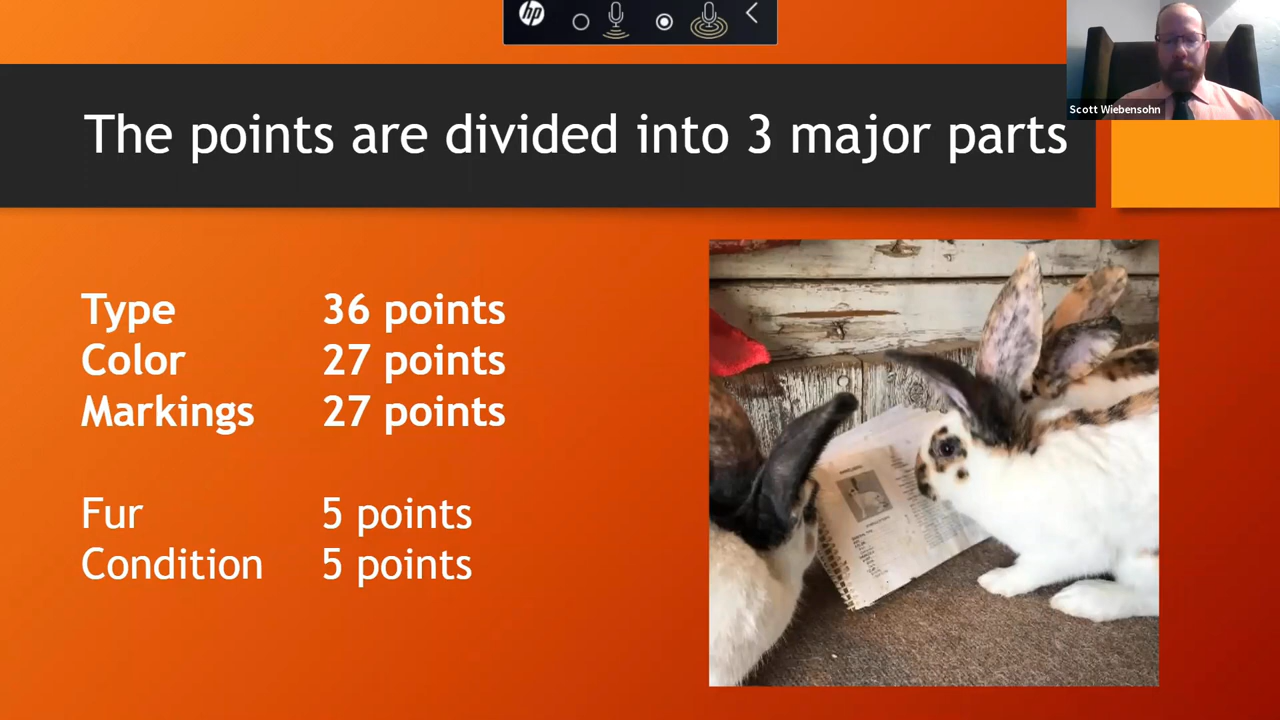 hp
Scott Wiebensohn
The points are divided into 3 major parts
Type 36 points
Color 27 points
Markings 27 points
Fur 5 points
Condition 5 points